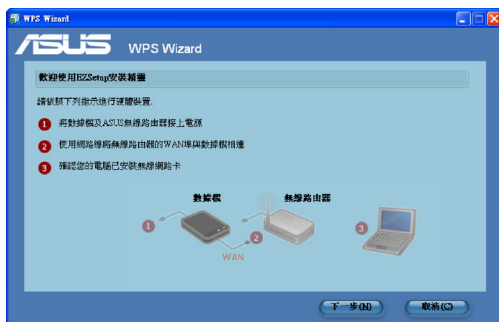 WPS Wizard
ASUS WPS Wizard
歡迎使用EZSetup安裝精靈
請依照下列指示進行硬體裝置.
1 將數據機及ASUS無線路由器接上電源
2 使用網路線將無線路由器的WAN埠與數據機相連
3 確認您的電腦已安裝無線網路卡
數據機 無線路由器
1 2 3
WAN
下一步(N) 取消(C)